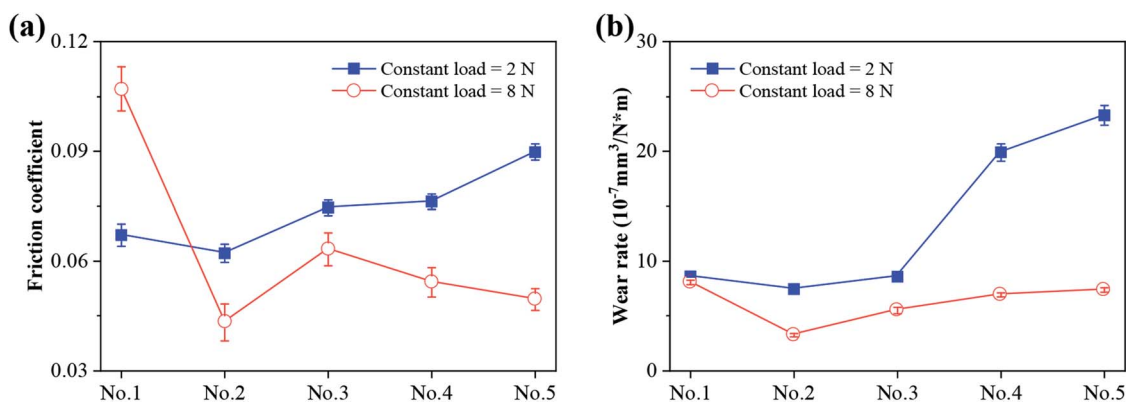 (a)
0.12
0.09
0.06
0.03
Friction coefficient
Constant load = 2 N
Constant load = 8 N
No.1 No.2 No.3 No.4 No.5
(b)
30
20
10
0
Wear rate (10⁻⁷mm³/N*m)
Constant load = 2 N
Constant load = 8 N
No.1 No.2 No.3 No.4 No.5